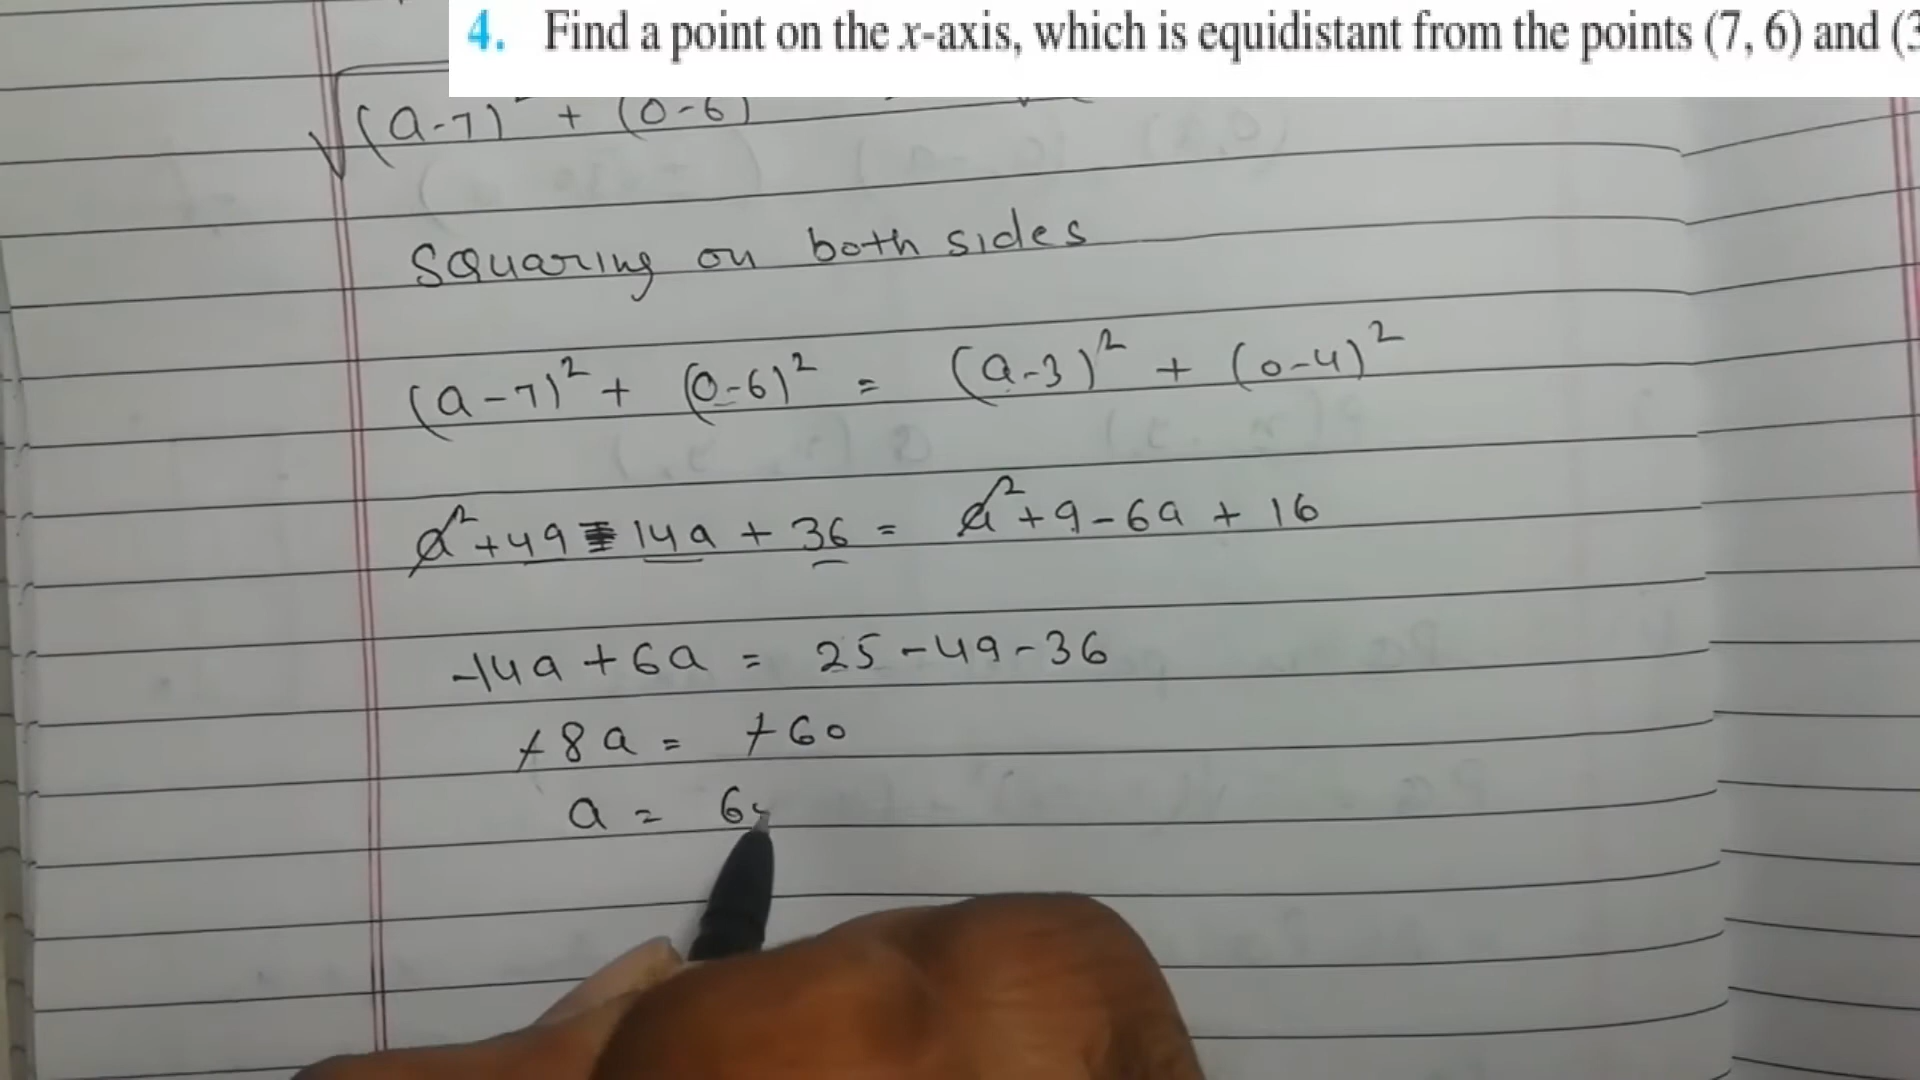 4. Find a point on the x-axis, which is equidistant from the points (7, 6) and (3
√(a-7)² + (0-6)
Squaring on both sides
(a-7)² + (0-6)² = (a-3)² + (0-4)²
a² + 49 - 14a + 36 = a² + 9 - 6a + 16
-14a + 6a = 25 - 49 - 36
-8a = -60
a = 60